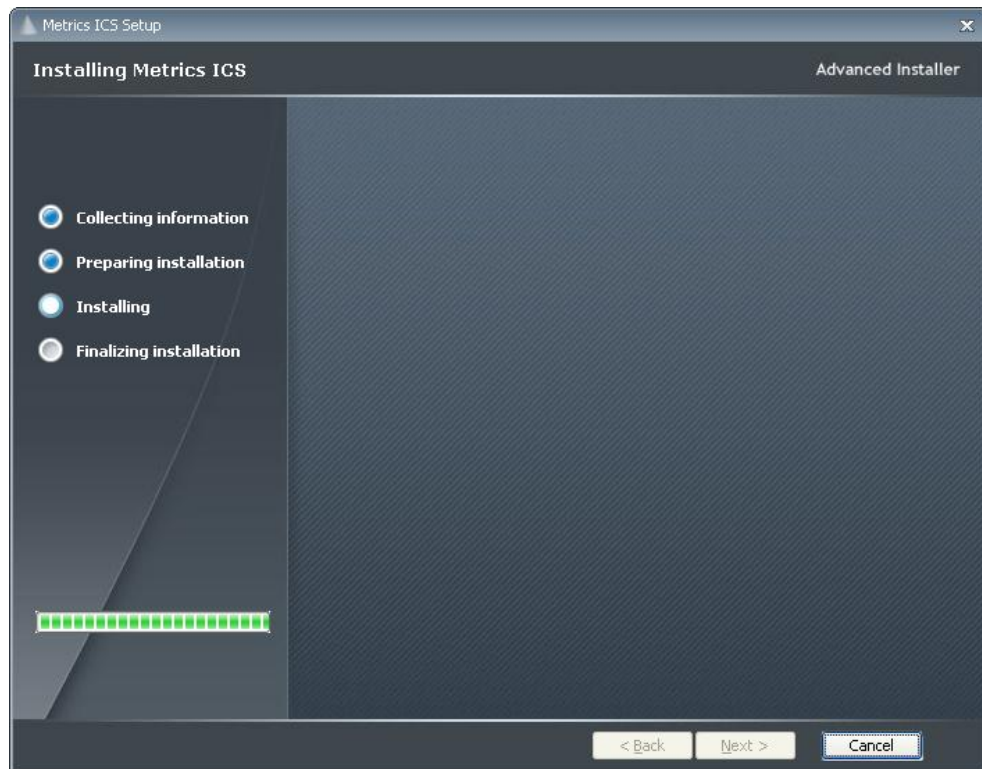 Metrics ICS Setup
Installing Metrics ICS
Advanced Installer
Collecting information
Preparing installation
Installing
Finalizing installation
< Back
Next >
Cancel